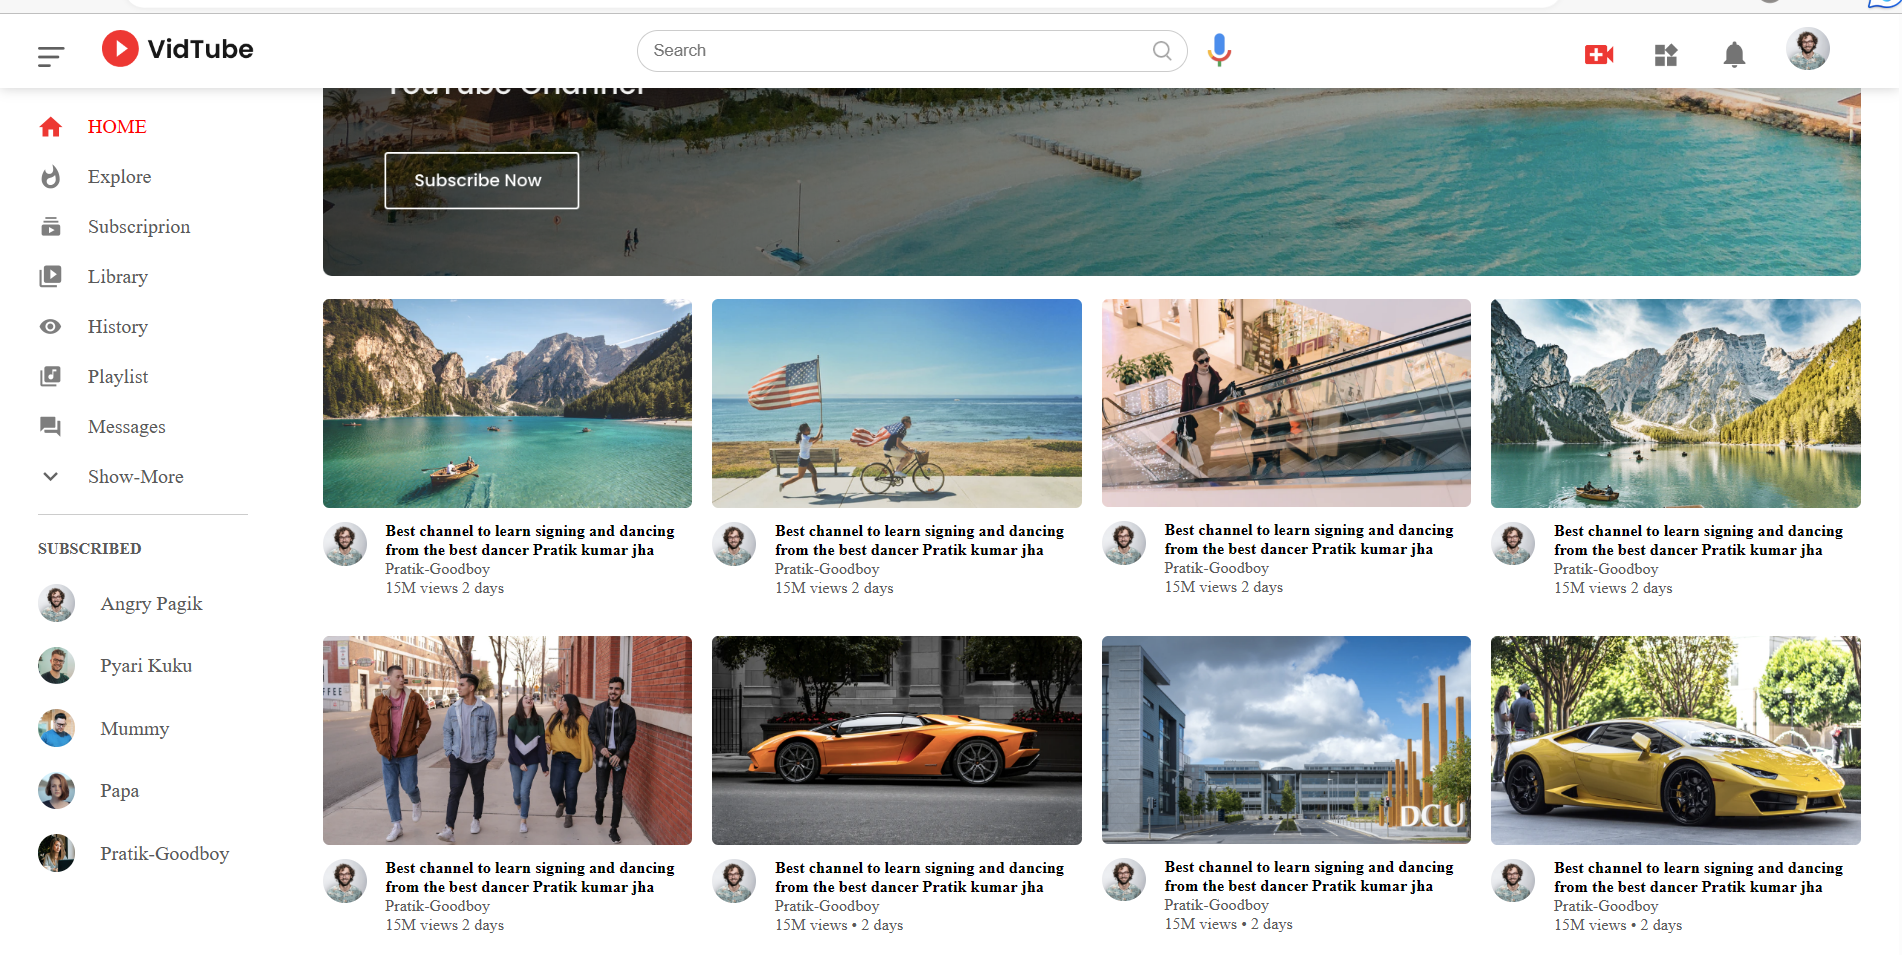 VidTube
Search
YouTube Channel
Subscribe Now
HOME
Explore
Subscriprion
Library
History
Playlist
Messages
Show-More
SUBSCRIBED
Angry Pagik
Pyari Kuku
Mummy
Papa
Pratik-Goodboy
Best channel to learn signing and dancing
from the best dancer Pratik kumar jha
Pratik-Goodboy
15M views 2 days
Best channel to learn signing and dancing
from the best dancer Pratik kumar jha
Pratik-Goodboy
15M views 2 days
Best channel to learn signing and dancing
from the best dancer Pratik kumar jha
Pratik-Goodboy
15M views 2 days
Best channel to learn signing and dancing
from the best dancer Pratik kumar jha
Pratik-Goodboy
15M views 2 days
FFEE
DCU
Best channel to learn signing and dancing
from the best dancer Pratik kumar jha
Pratik-Goodboy
15M views 2 days
Best channel to learn signing and dancing
from the best dancer Pratik kumar jha
Pratik-Goodboy
15M views • 2 days
Best channel to learn signing and dancing
from the best dancer Pratik kumar jha
Pratik-Goodboy
15M views • 2 days
Best channel to learn signing and dancing
from the best dancer Pratik kumar jha
Pratik-Goodboy
15M views • 2 days